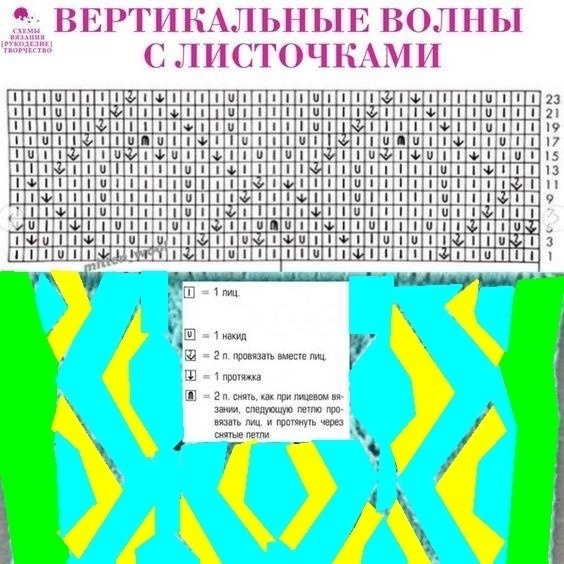 СХЕМЫ
ВЯЗАНИЯ
|РУКОДЕЛИЕ|
ТВОРЧЕСТВО
ВЕРТИКАЛЬНЫЕ ВОЛНЫ
С ЛИСТОЧКАМИ
23
21
19
17
15
13
11
9
7
5
3
1
I = 1 лиц.
U = 1 накид
= 2 п. провязать вместе лиц.
= 1 протяжка
= 2 п. снять, как при лицевом вя-
зании, следующую петлю про-
вязать лиц. и протянуть через
снятые петли